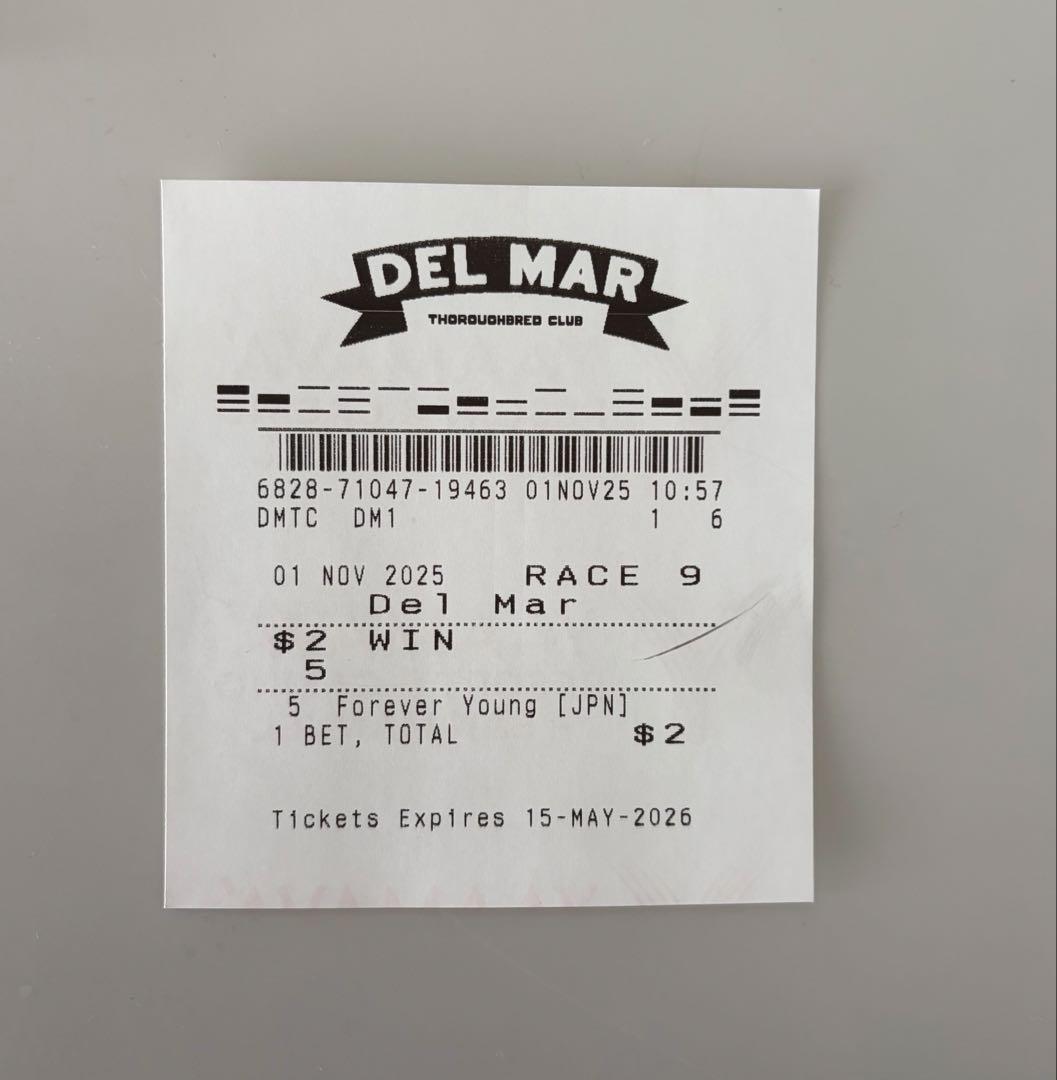 DEL MAR
THOROUGHBRED CLUB
6828-71047-19463 01NOV25 10:57
DMTC DM1 1 6
01 NOV 2025 RACE 9
Del Mar
$2 WIN
5
5 Forever Young [JPN]
1 BET, TOTAL $2
Tickets Expires 15-MAY-2026